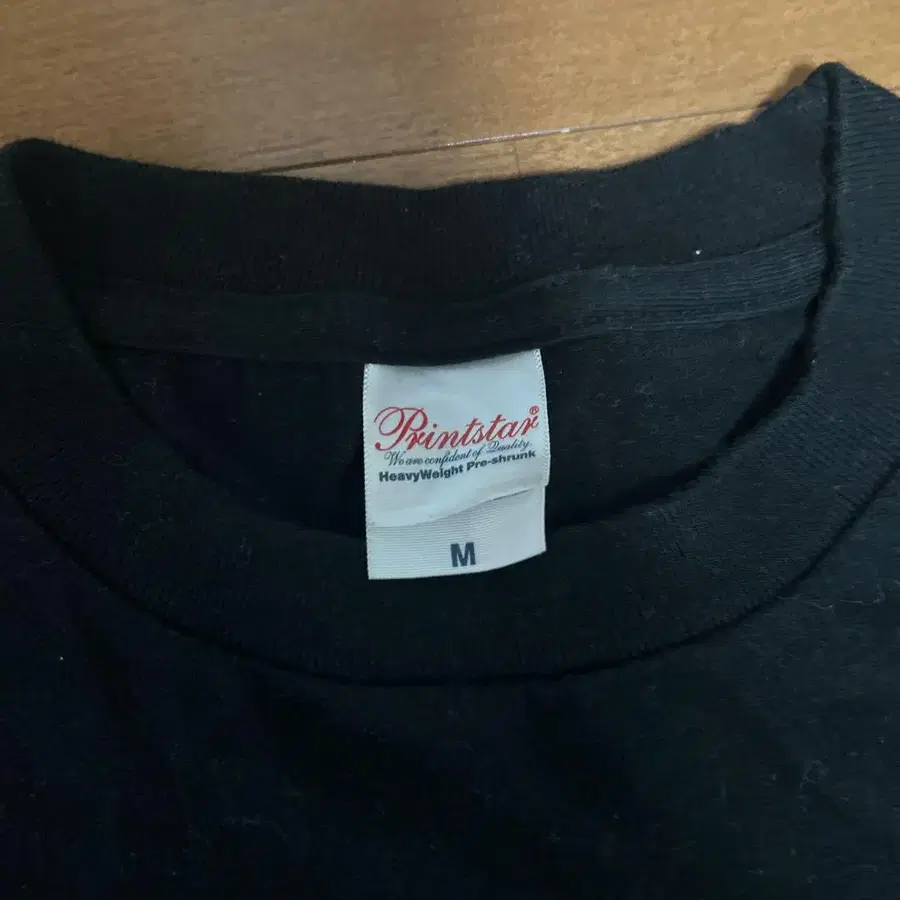 Printstar®
We are confident of Quality.
HeavyWeight Pre-shrunk
M